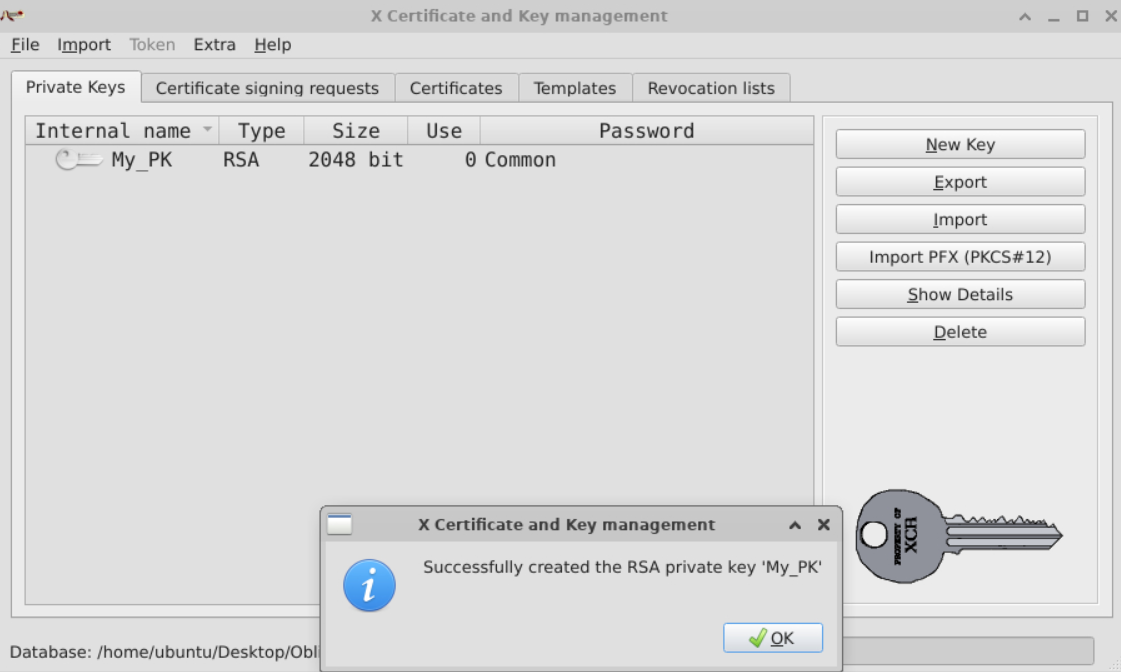 X Certificate and Key management
File Import Token Extra Help
Private Keys Certificate signing requests Certificates Templates Revocation lists
Internal name Type Size Use Password
My_PK RSA 2048 bit 0 Common
New Key
Export
Import
Import PFX (PKCS#12)
Show Details
Delete
PROPERTY OF
XCA
X Certificate and Key management
Successfully created the RSA private key 'My_PK'
OK
Database: /home/ubuntu/Desktop/Obl